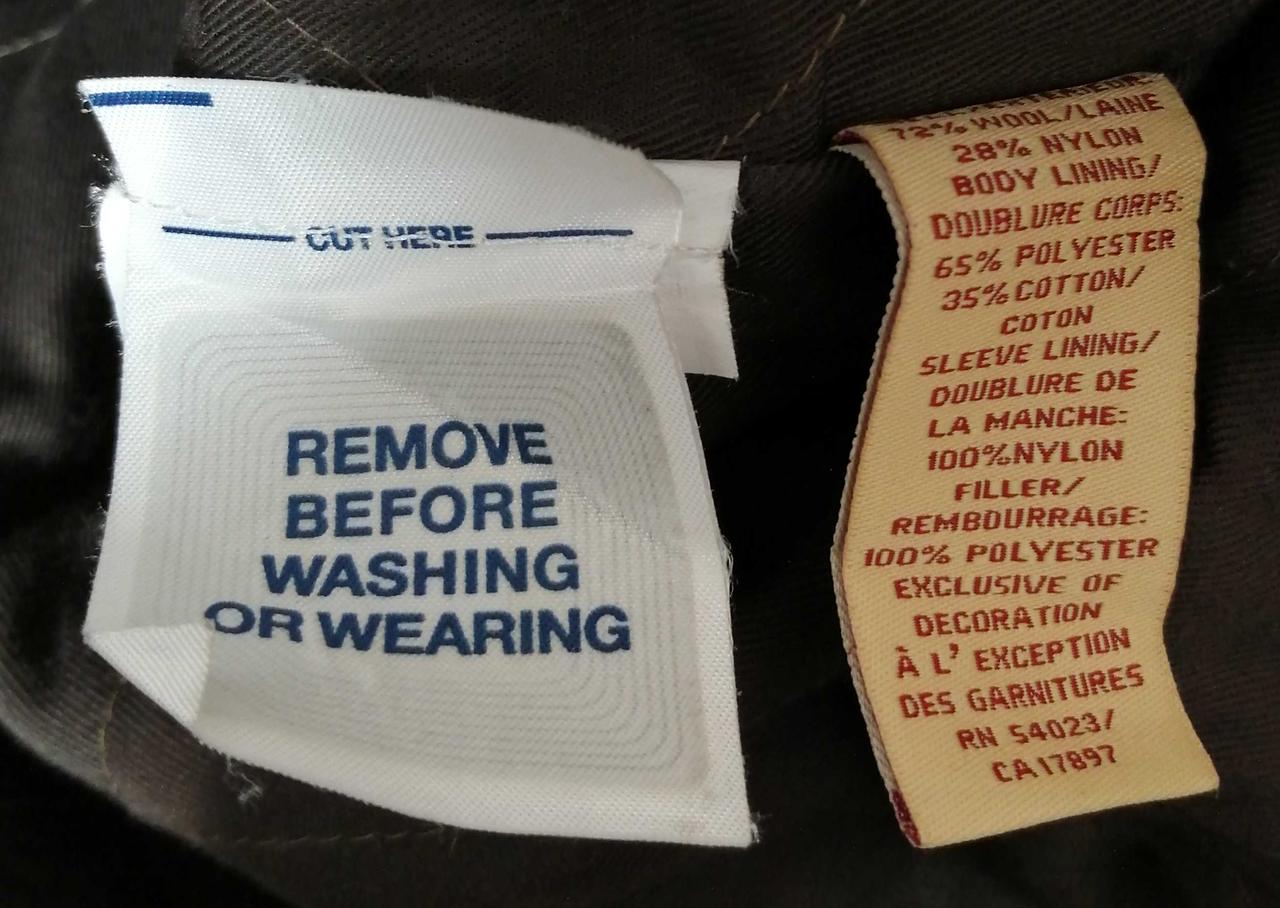 CUT HERE
REMOVE
BEFORE
WASHING
OR WEARING
72% WOOL/LAINE
28% NYLON
BODY LINING/
DOUBLURE CORPS:
65% POLYESTER
35% COTTON/
COTON
SLEEVE LINING/
DOUBLURE DE
LA MANCHE:
100%NYLON
FILLER/
REMBOURRAGE:
100% POLYESTER
EXCLUSIVE OF
DECORATION
À L' EXCEPTION
DES GARNITURES
RN 54023/
CA17897